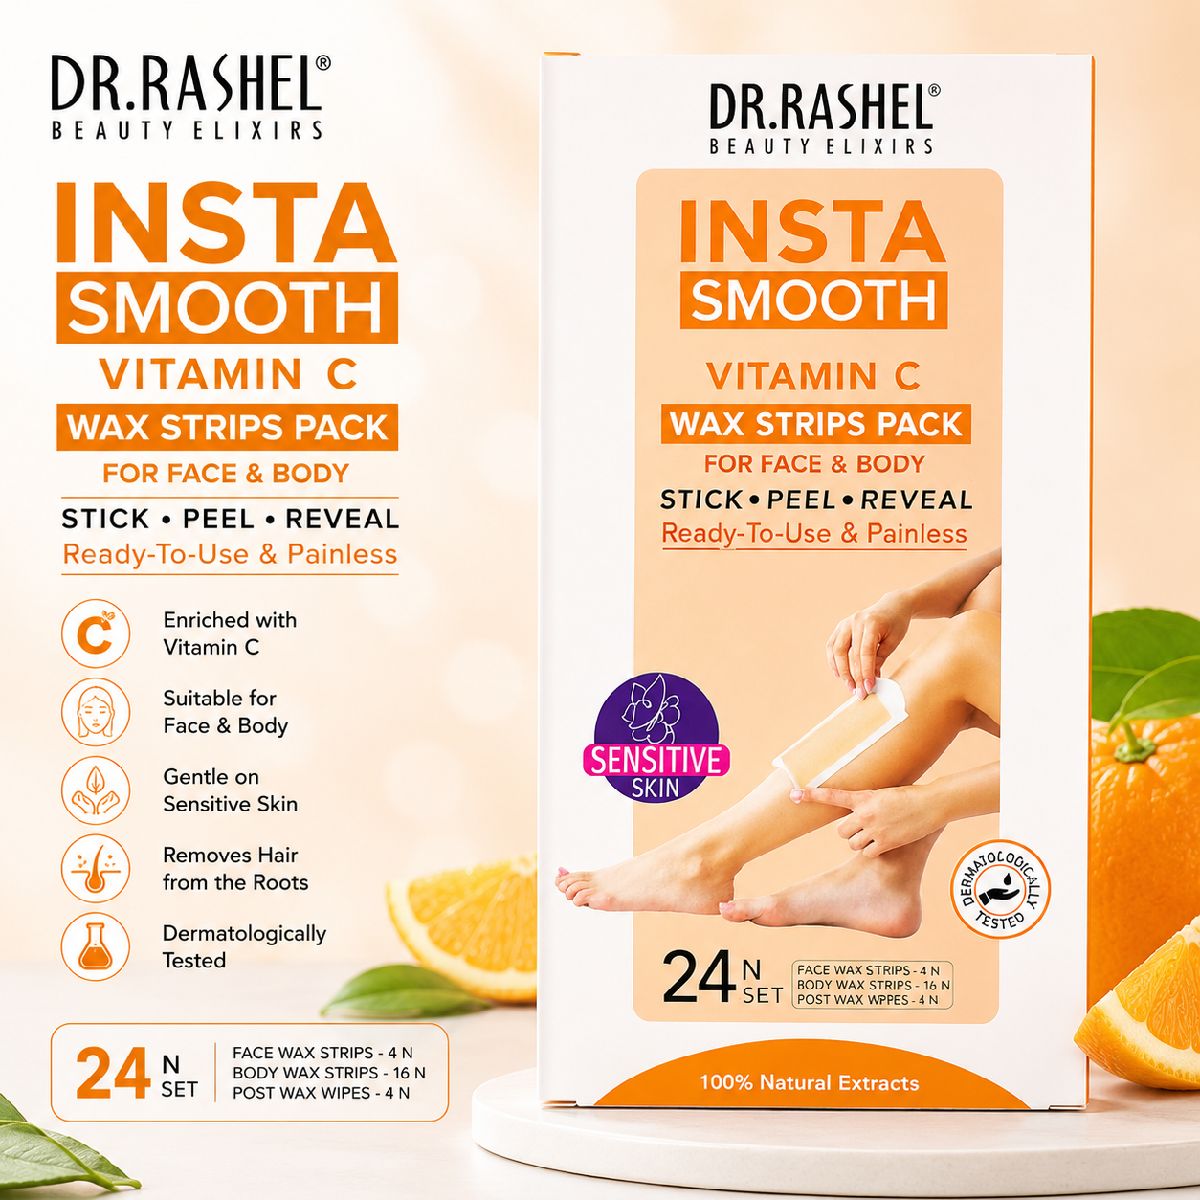 DR.RASHEL®
BEAUTY ELIXIRS
INSTA
SMOOTH
VITAMIN C
WAX STRIPS PACK
FOR FACE & BODY
STICK • PEEL • REVEAL
Ready-To-Use & Painless
C
Enriched with
Vitamin C
Suitable for
Face & Body
Gentle on
Sensitive Skin
Removes Hair
from the Roots
Dermatologically
Tested
24 N
SET
FACE WAX STRIPS - 4 N
BODY WAX STRIPS - 16 N
POST WAX WIPES - 4 N
DR.RASHEL®
BEAUTY ELIXIRS
INSTA
SMOOTH
VITAMIN C
WAX STRIPS PACK
FOR FACE & BODY
STICK • PEEL • REVEAL
Ready-To-Use & Painless
SENSITIVE
SKIN
DERMATOLOGICALLY
TESTED
24 N
SET
FACE WAX STRIPS - 4 N
BODY WAX STRIPS - 16 N
POST WAX WPPES - 4 N
100% Natural Extracts